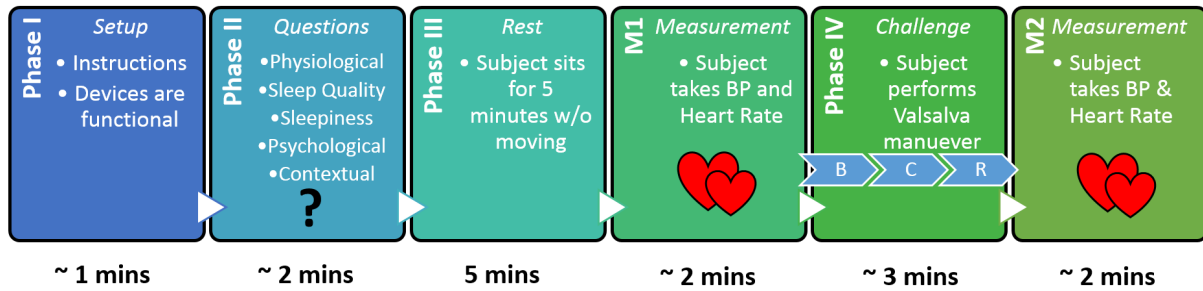 Phase I
Setup
• Instructions
• Devices are
functional
Phase II
Questions
•Physiological
•Sleep Quality
•Sleepiness
•Psychological
•Contextual
?
Phase III
Rest
• Subject sits
for 5
minutes w/o
moving
M1
Measurement
• Subject
takes BP and
Heart Rate
Phase IV
Challenge
• Subject
performs
Valsalva
manuever
B
C
R
M2
Measurement
• Subject
takes BP &
Heart Rate
~ 1 mins
~ 2 mins
5 mins
~ 2 mins
~ 3 mins
~ 2 mins